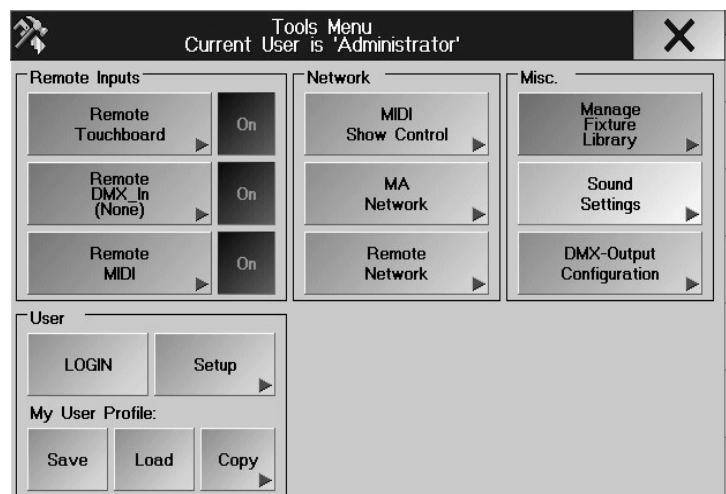 Tools Menu
Current User is 'Administrator'
Remote Inputs
Remote
Touchboard
On
Remote
DMX_In
(None)
On
Remote
MIDI
On
Network
MIDI
Show Control
MA
Network
Remote
Network
Misc.
Manage
Fixture
Library
Sound
Settings
DMX-Output
Configuration
User
LOGIN
Setup
My User Profile:
Save
Load
Copy